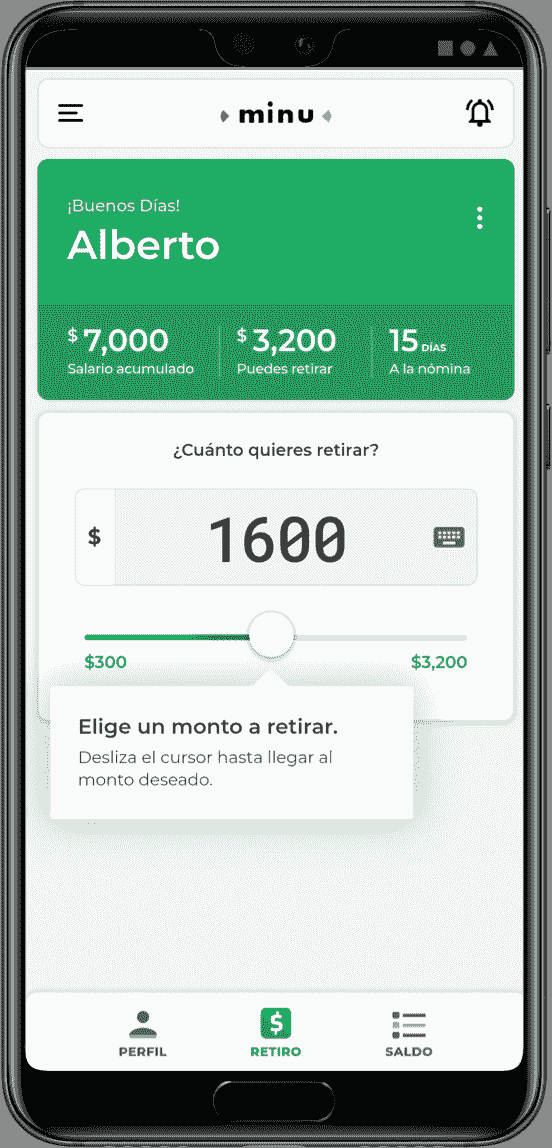 minu
¡Buenos Días!
Alberto
$ 7,000
Salario acumulado
$ 3,200
Puedes retirar
15 DÍAS
A la nómina
¿Cuánto quieres retirar?
$ 1600
$300
$3,200
Elige un monto a retirar.
Desliza el cursor hasta llegar al
monto deseado.
PERFIL
$
RETIRO
SALDO